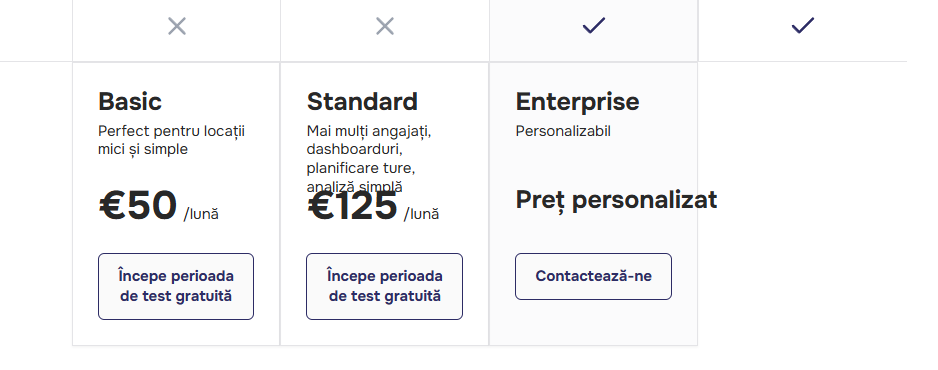 Basic
Perfect pentru locații
mici și simple
€50 /lună
Începe perioada
de test gratuită
Standard
Mai mulți angajați,
dashboarduri,
planificare ture,
analiză simplă
€125 /lună
Începe perioada
de test gratuită
Enterprise
Personalizabil
Preț personalizat
Contactează-ne